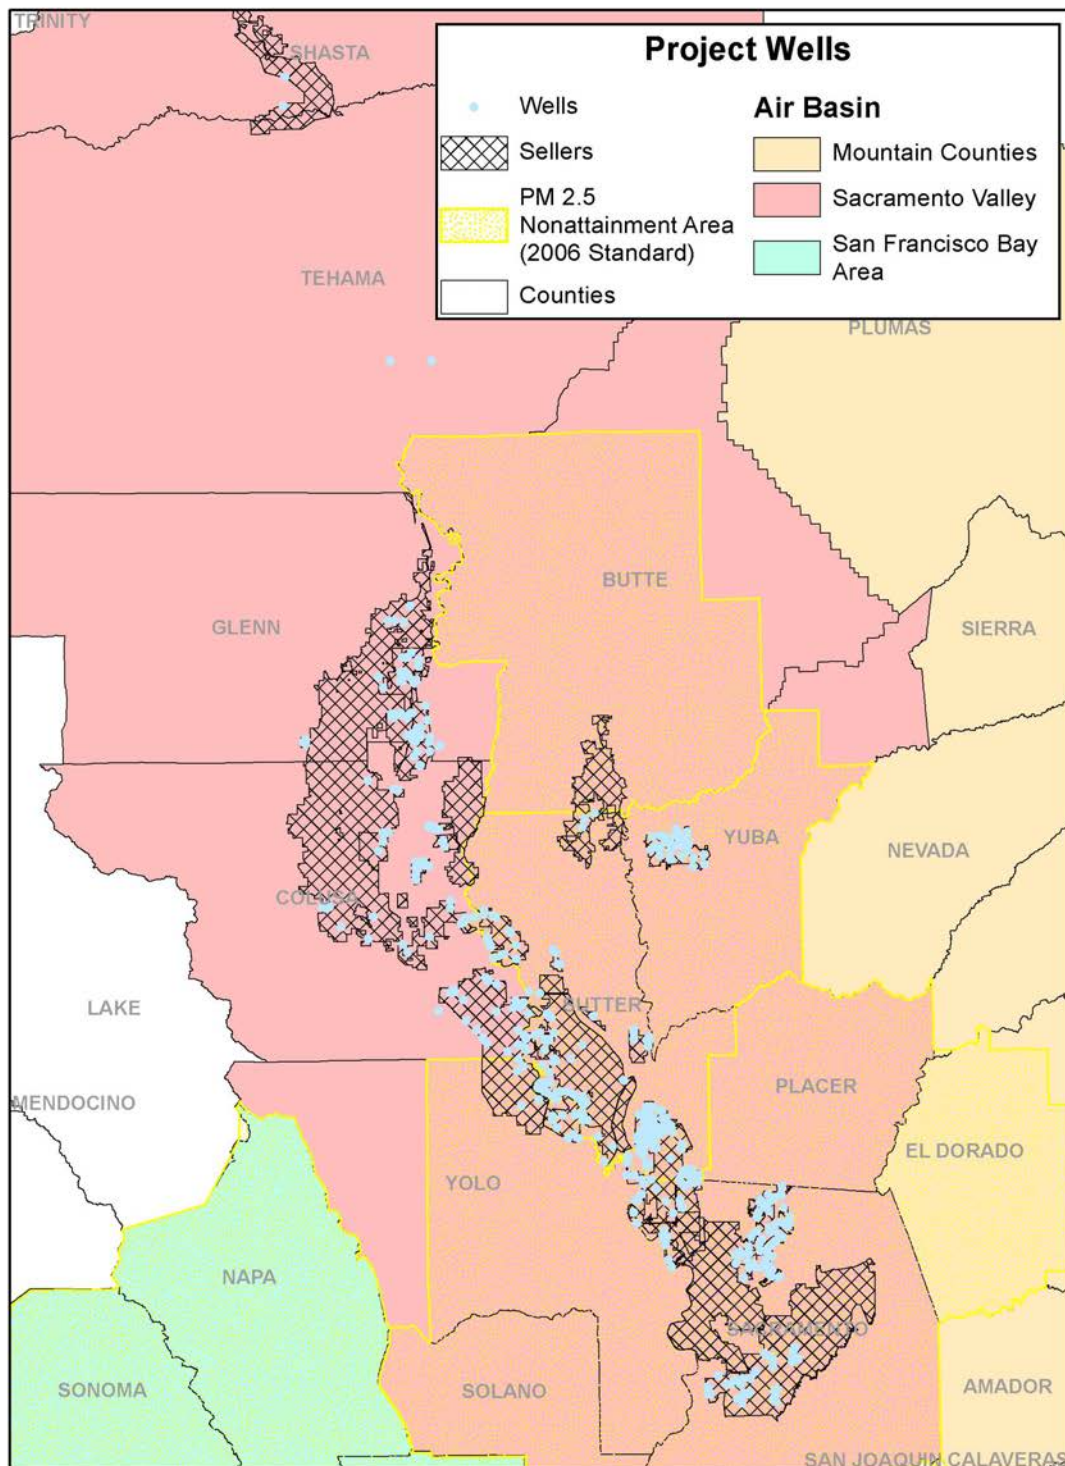 TRINITY
SHASTA
Project Wells
Wells
Sellers
PM 2.5
Nonattainment Area
(2006 Standard)
Counties
Air Basin
Mountain Counties
Sacramento Valley
San Francisco Bay
Area
TEHAMA
PLUMAS
BUTTE
GLENN
SIERRA
YUBA
NEVADA
COLUSA
LAKE
SUTTER
PLACER
MENDOCINO
EL DORADO
YOLO
NAPA
SACRAMENTO
SONOMA
SOLANO
AMADOR
SAN JOAQUIN
CALAVERAS